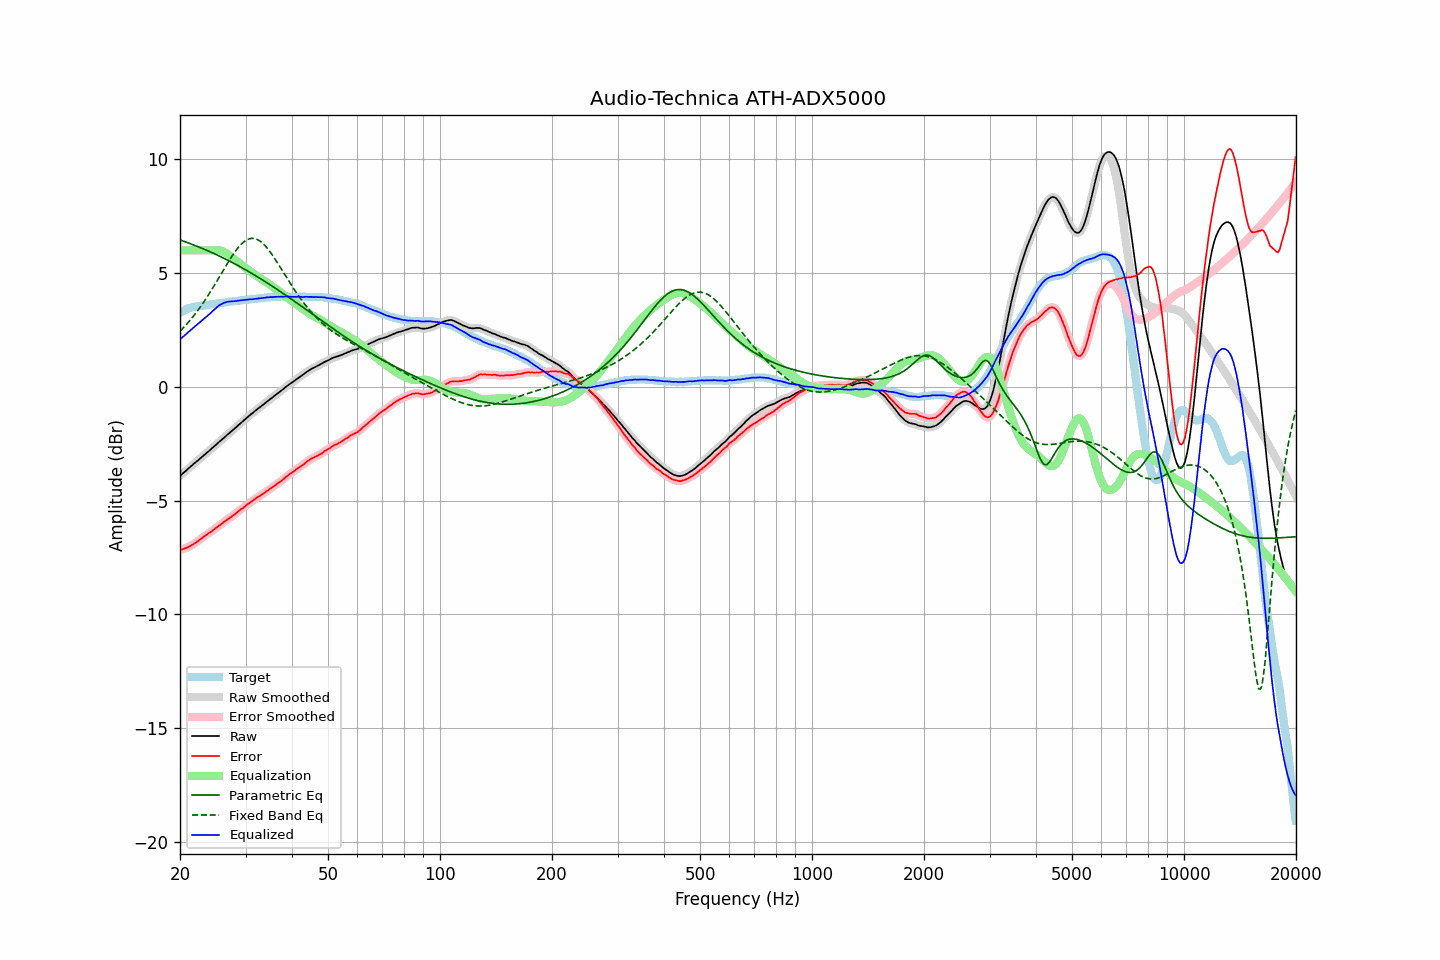 Audio-Technica ATH-ADX5000
Amplitude (dBr)
10
5
0
−5
−10
−15
−20
Target
Raw Smoothed
Error Smoothed
Raw
Error
Equalization
Parametric Eq
Fixed Band Eq
Equalized
20 50 100 200 500 1000 2000 5000 10000 20000
Frequency (Hz)